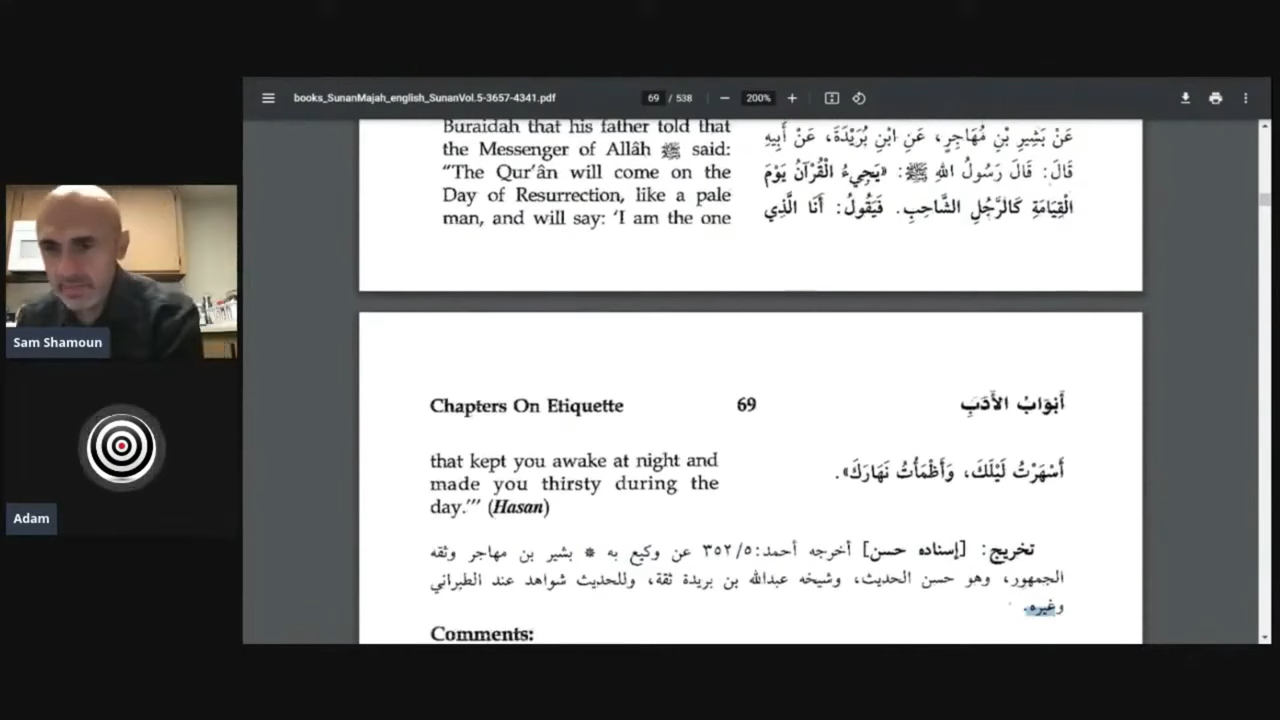 books_SunanMajah_english_SunanVol.5-3657-4341.pdf
69 / 538
200%
Buraidah that his father told that
the Messenger of Allâh ﷺ said:
“The Qur’ân will come on the
Day of Resurrection, like a pale
man, and will say: ‘I am the one
عَنْ بَشِيرِ بْنِ مُهَاجِرٍ، عَنِ ابْنِ بُرَيْدَةَ، عَنْ أَبِيهِ
قَالَ: قَالَ رَسُولُ اللهِ ﷺ: «يَجِيءُ الْقُرْآنُ يَوْمَ
الْقِيَامَةِ كَالرَّجُلِ الشَّاحِبِ. فَيَقُولُ: أَنَا الَّذِي
Chapters On Etiquette
69
أَبْوَابُ الأَدَبِ
that kept you awake at night and
made you thirsty during the
day.’” (Hasan)
أَسْهَرْتُ لَيْلَكَ، وَأَظْمَأْتُ نَهَارَكَ».
تخريج: [إسناده حسن] أخرجه أحمد:٣٥٢/٥ عن وكيع به * بشير بن مهاجر وثقه
الجمهور، وهو حسن الحديث، وشيخه عبدالله بن بريدة ثقة، وللحديث شواهد عند الطبراني
وغيره.
Comments:
Sam Shamoun
Adam